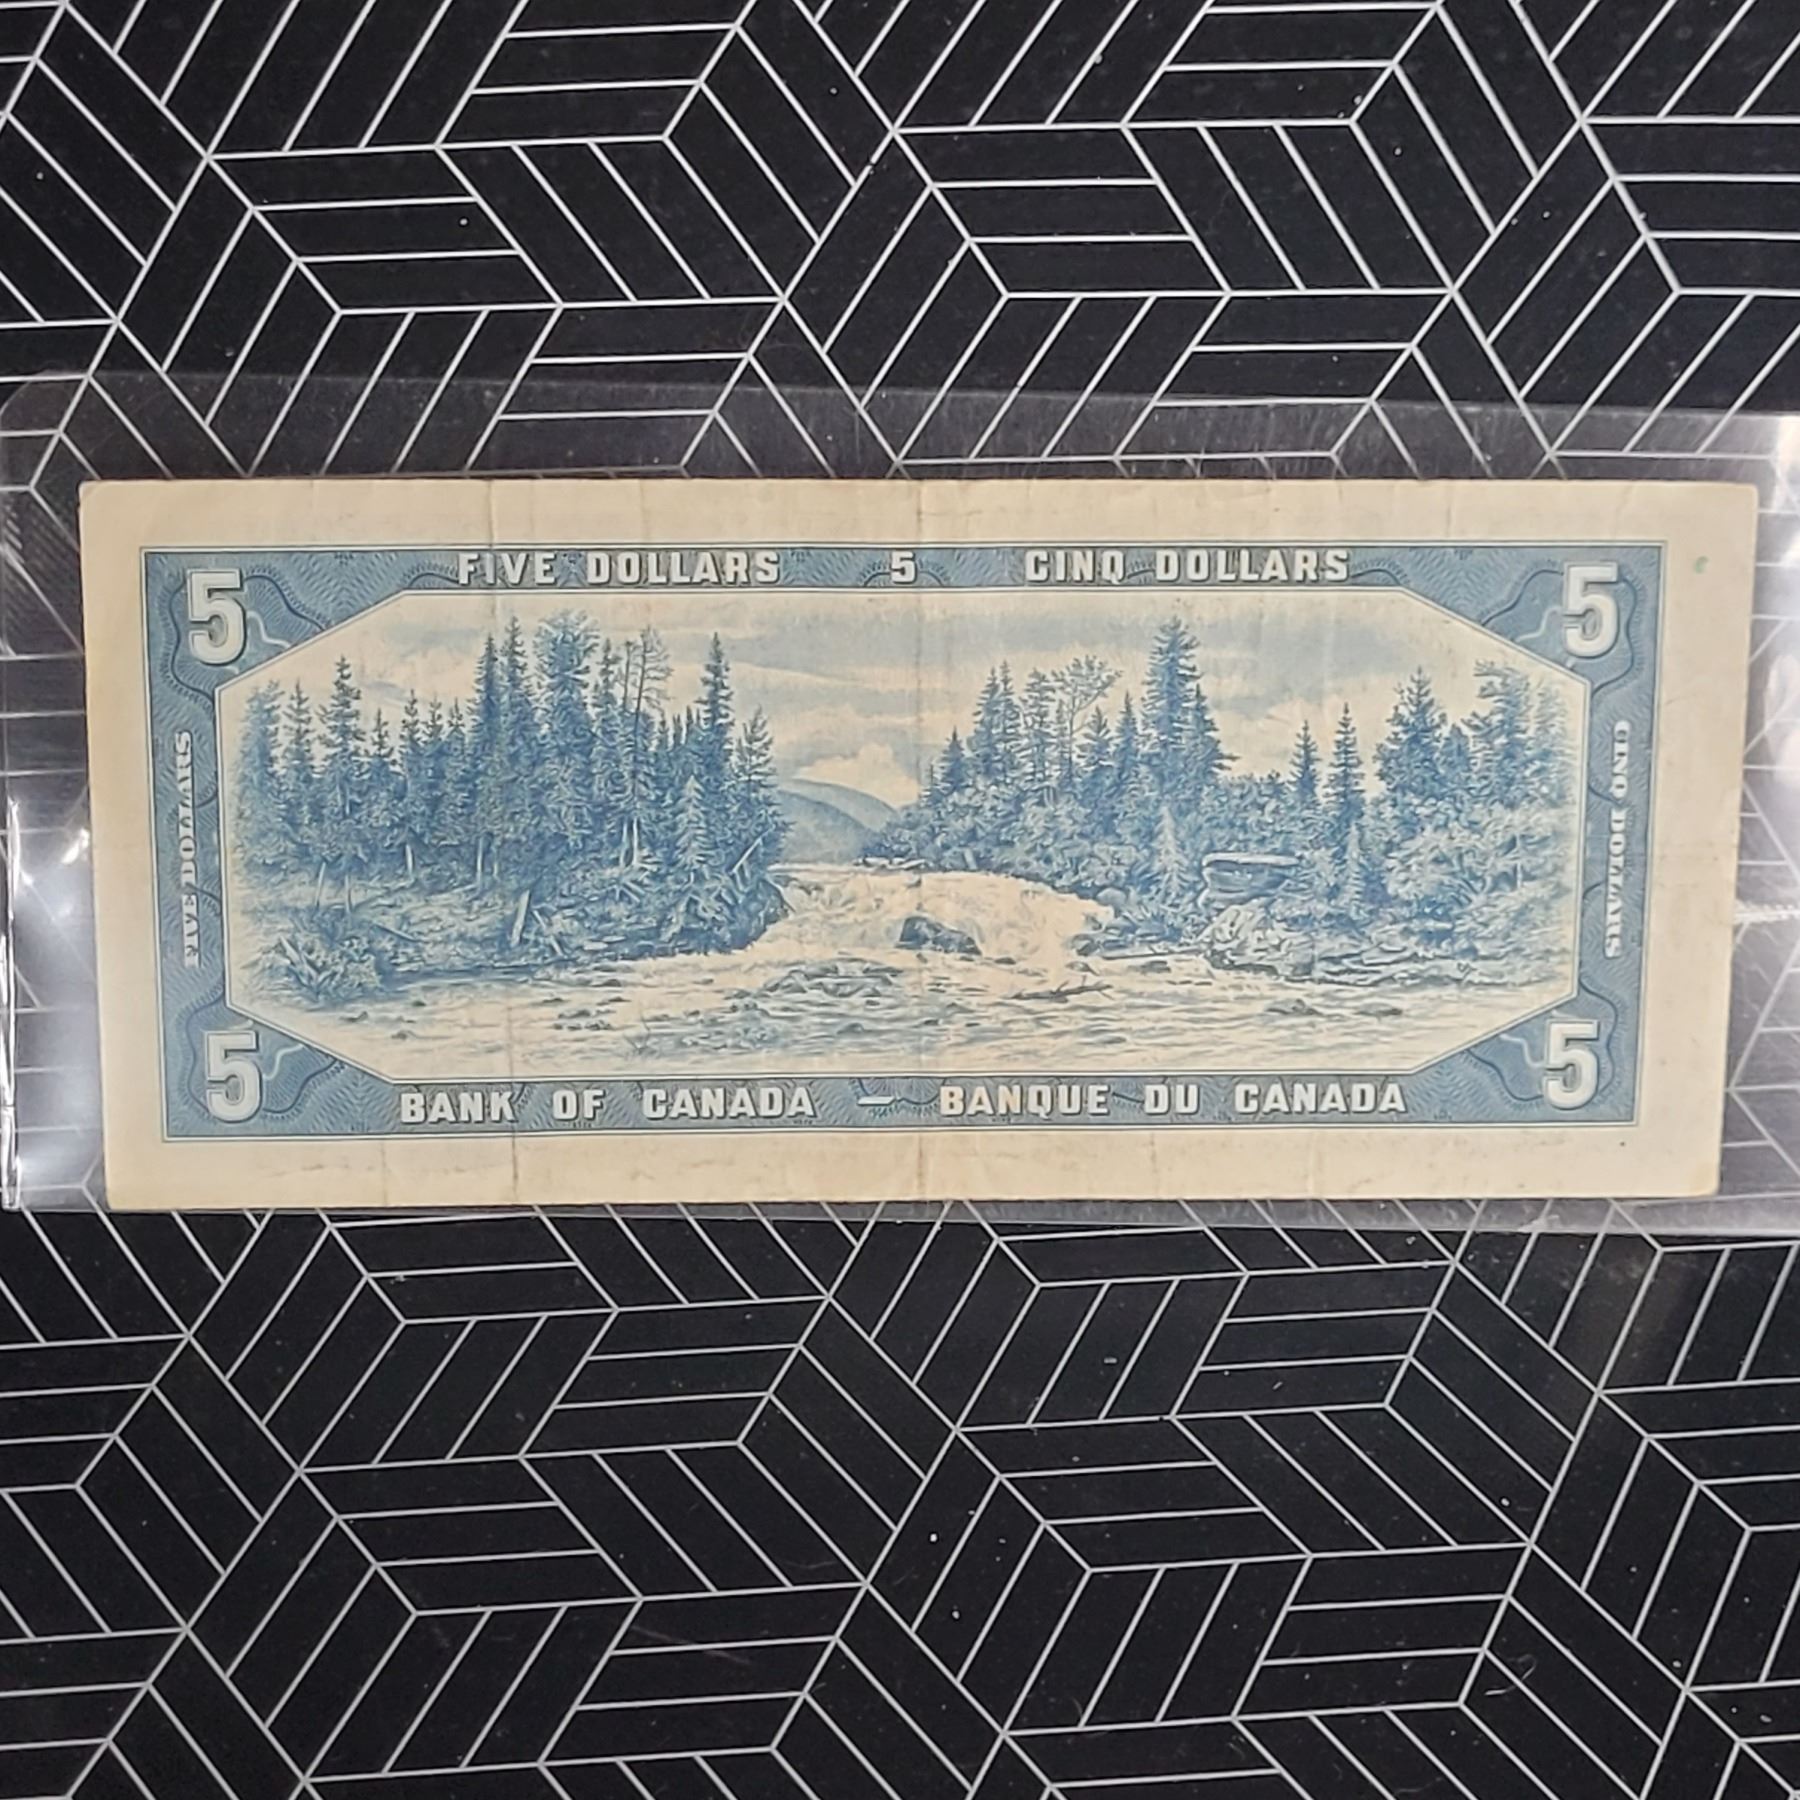 FIVE DOLLARS 5 CINQ DOLLARS
5 5
FIVE DOLLARS
CINQ DOLLARS
5 5
BANK OF CANADA — BANQUE DU CANADA